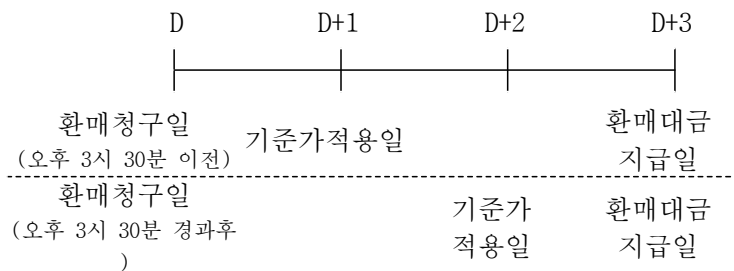 D D+1 D+2 D+3
환매청구일
(오후 3시 30분 이전)
기준가적용일
환매대금
지급일
환매청구일
(오후 3시 30분 경과후
)
기준가
적용일
환매대금
지급일